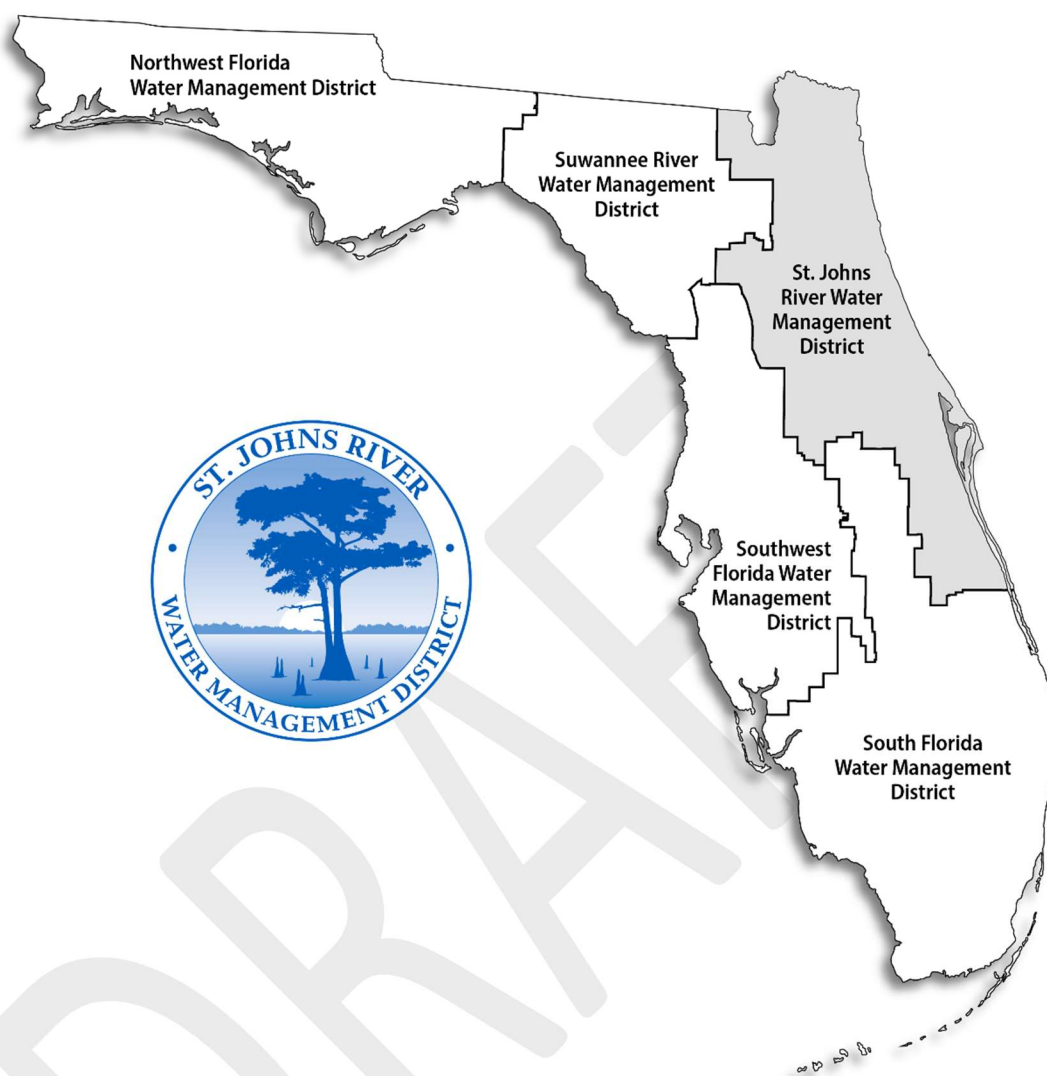 Northwest Florida
Water Management District
Suwannee River
Water Management
District
St. Johns
River Water
Management
District
ST. JOHNS RIVER
WATER MANAGEMENT DISTRICT
Southwest
Florida Water
Management
District
South Florida
Water Management
District
DRAFT